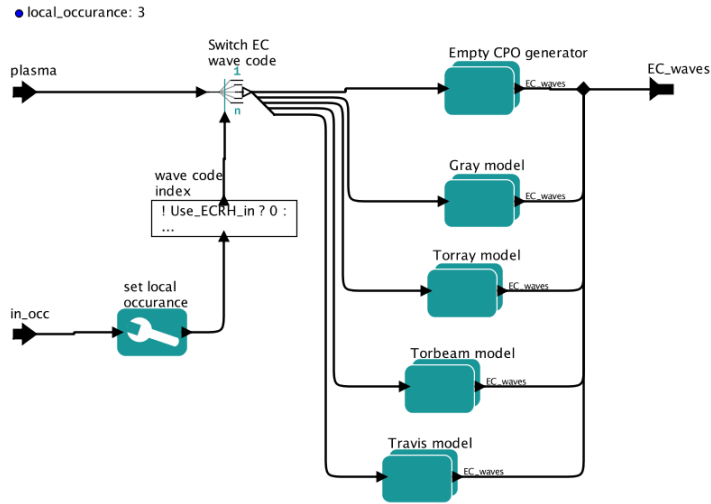 local_occurance: 3
Switch EC
wave code
1
n
plasma
Empty CPO generator
EC_waves
EC_waves
Gray model
EC_waves
wave code
index
! Use_ECRH_in ? 0 :
...
Torray model
EC_waves
set local
occurance
in_occ
Torbeam model
EC_waves
Travis model
EC_waves